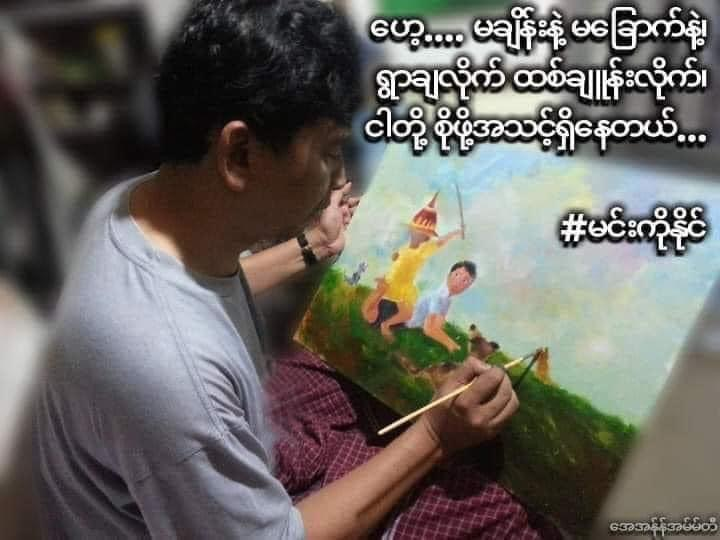 ဟေ့.... မချိန်းနဲ့ မခြောက်နဲ့၊
ရွာချလိုက် ထစ်ချူန်းလိုက်၊
ငါတို့ စိုဖို့အသင့်ရှိနေတယ်...
#မင်းကိုနိုင်
အေအန်န်အမ်မ်တီ